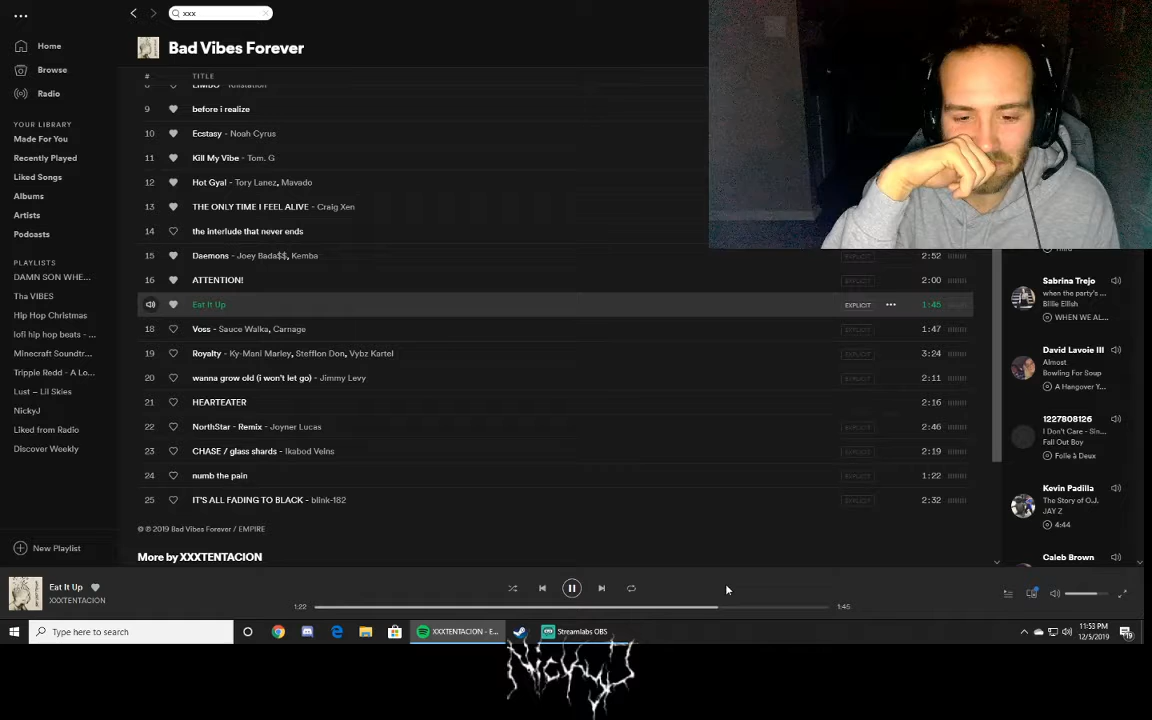 xxx
Home
Browse
Radio
YOUR LIBRARY
Made For You
Recently Played
Liked Songs
Albums
Artists
Podcasts
PLAYLISTS
DAMN SON WHE...
Tha VIBES
Hip Hop Christmas
lofi hip hop beats - ...
Minecraft Soundtr...
Trippie Redd - A Lo...
Lust – Lil Skies
NickyJ
Liked from Radio
Discover Weekly
New Playlist
Bad Vibes Forever
# TITLE
9 before i realize
10 Ecstasy - Noah Cyrus
11 Kill My Vibe - Tom. G
12 Hot Gyal - Tory Lanez, Mavado
13 THE ONLY TIME I FEEL ALIVE - Craig Xen
14 the interlude that never ends
15 Daemons - Joey Bada$$, Kemba EXPLICIT 2:52
16 ATTENTION! EXPLICIT 2:00
Eat It Up EXPLICIT ••• 1:45
18 Voss - Sauce Walka, Carnage EXPLICIT 1:47
19 Royalty - Ky-Mani Marley, Stefflon Don, Vybz Kartel EXPLICIT 3:24
20 wanna grow old (i won't let go) - Jimmy Levy EXPLICIT 2:11
21 HEARTEATER 2:16
22 NorthStar - Remix - Joyner Lucas EXPLICIT 2:46
23 CHASE / glass shards - Ikabod Veins EXPLICIT 2:19
24 numb the pain EXPLICIT 1:22
25 IT'S ALL FADING TO BLACK - blink-182 EXPLICIT 2:32
℗ © 2019 Bad Vibes Forever / EMPIRE
More by XXXTENTACION
Sabrina Trejo
when the party's ...
Billie Eilish
WHEN WE AL...
David Lavoie III
Almost
Bowling For Soup
A Hangover Y...
1227808126
I Don't Care - Sin...
Fall Out Boy
Folie à Deux
Kevin Padilla
The Story of O.J.
JAY Z
4:44
Caleb Brown
Eat It Up
XXXTENTACION
1:22
1:45
Type here to search
XXXTENTACION - E...
Streamlabs OBS
11:53 PM
12/5/2019
19
NickyJ